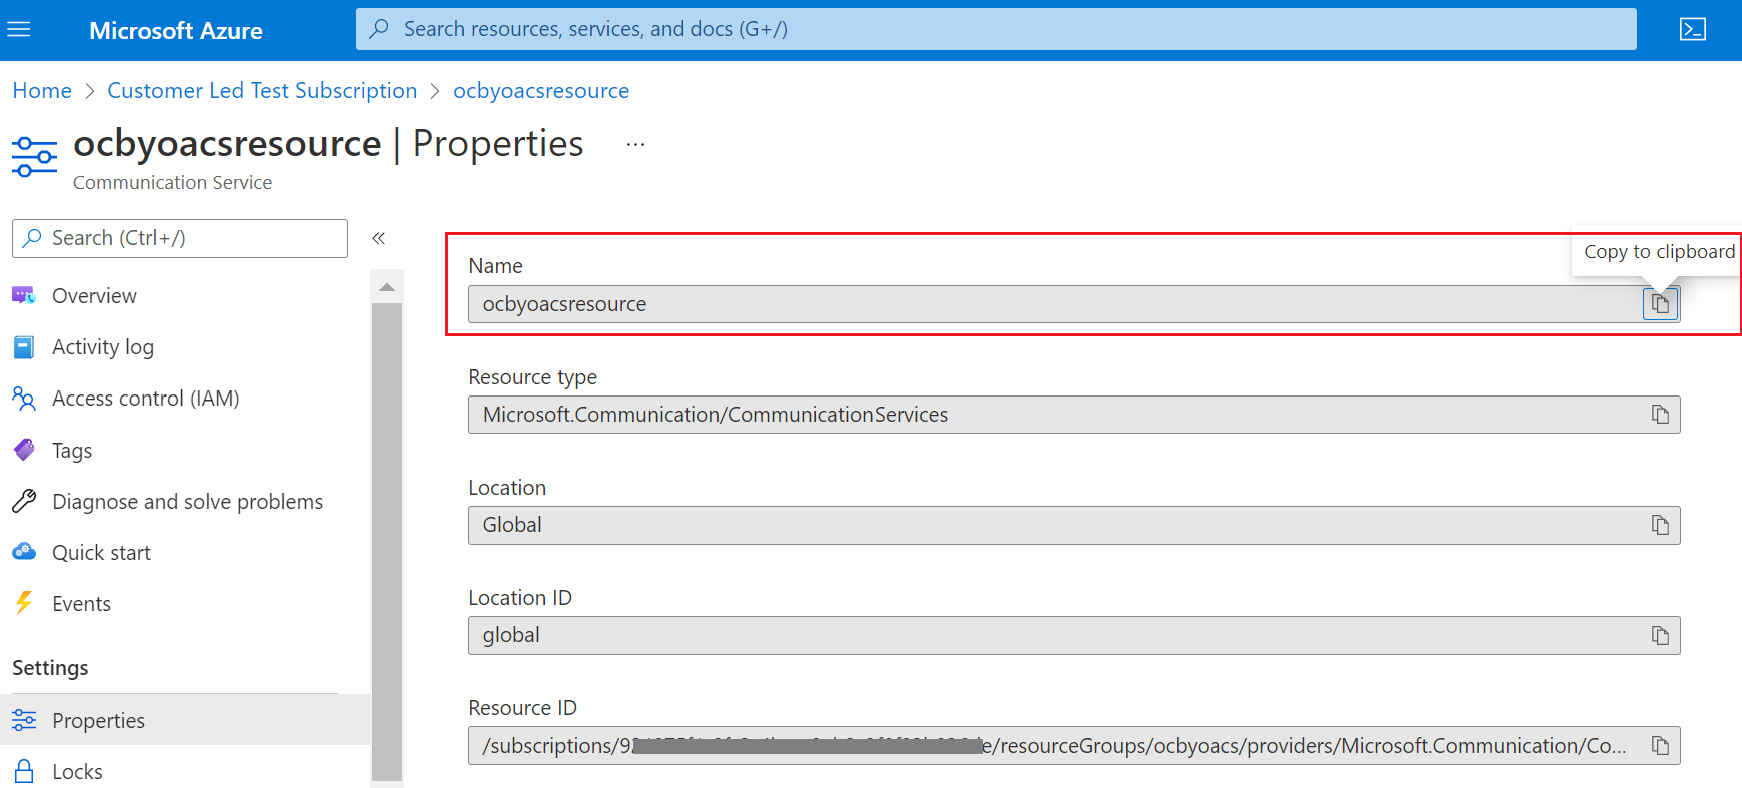 Microsoft Azure
Search resources, services, and docs (G+/)
Home > Customer Led Test Subscription > ocbyoacsresource
ocbyoacsresource | Properties ...
Communication Service
Search (Ctrl+/)
«
Overview
Activity log
Access control (IAM)
Tags
Diagnose and solve problems
Quick start
Events
Settings
Properties
Locks
Copy to clipboard
Name
ocbyoacsresource
Resource type
Microsoft.Communication/CommunicationServices
Location
Global
Location ID
global
Resource ID
/subscriptions/92 e/resourceGroups/ocbyoacs/providers/Microsoft.Communication/Co...